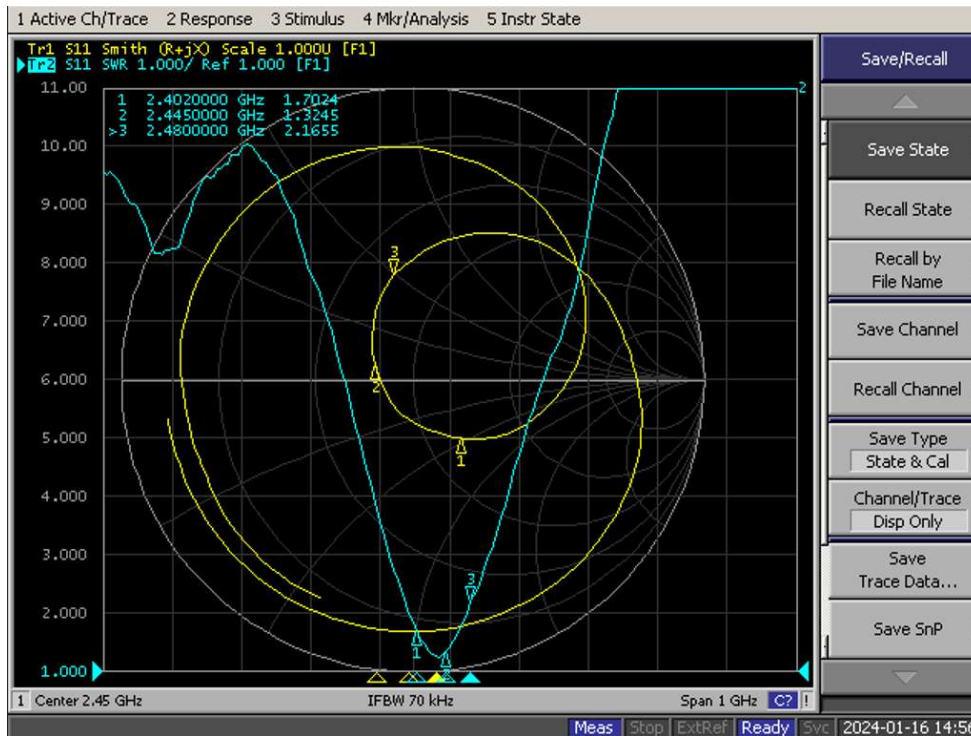 1 Active Ch/Trace 2 Response 3 Stimulus 4 Mkr/Analysis 5 Instr State
Tr1 S11 Smith (R+jX) Scale 1.000U [F1]
Tr2 S11 SWR 1.000/ Ref 1.000 [F1]
11.00
10.00
9.000
8.000
7.000
6.000
5.000
4.000
3.000
2.000
1.000
1 2.4020000 GHz 1.7024
2 2.4450000 GHz 1.3245
>3 2.4800000 GHz 2.1655
2
3
2
1
3
1
2
1 Center 2.45 GHz IFBW 70 kHz Span 1 GHz C? !
Meas Stop ExtRef Ready Svc 2024-01-16 14:56
Save/Recall
Save State
Recall State
Recall by
File Name
Save Channel
Recall Channel
Save Type
State & Cal
Channel/Trace
Disp Only
Save
Trace Data...
Save SnP